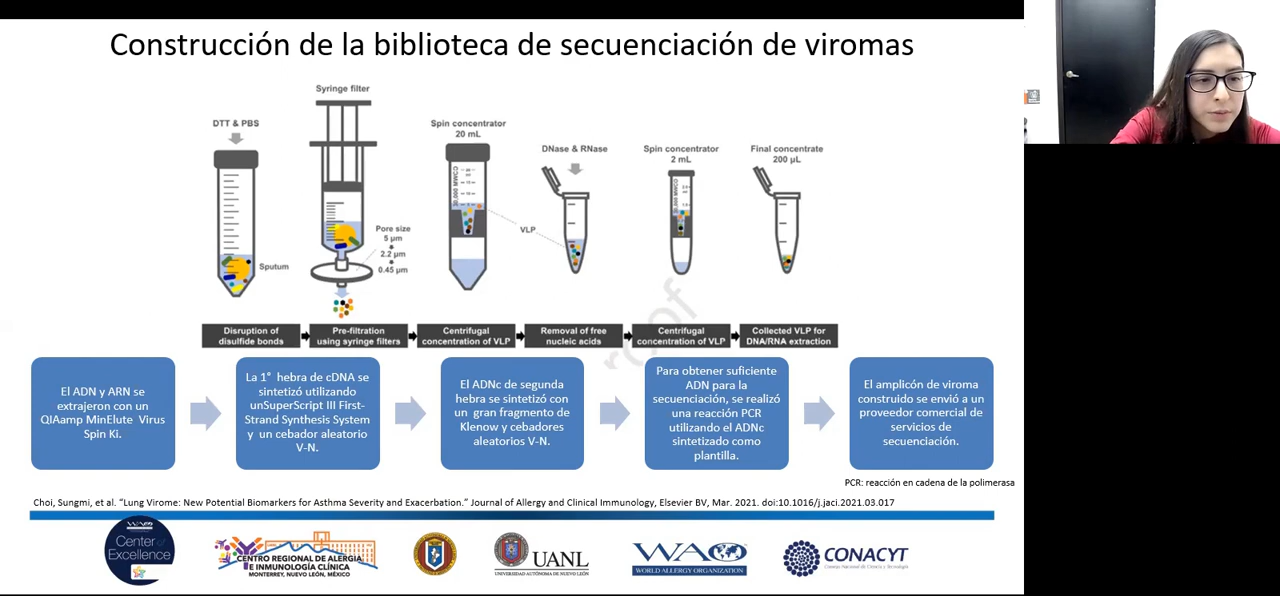 Construcción de la biblioteca de secuenciación de viromas
Syringe filter
DTT & PBS
Spin concentrator
20 mL
DNase & RNase
Spin concentrator
2 mL
Final concentrate
200 µL
Pore size
5 µm
2.2 µm
0.45 µm
VLP
Sputum
Disruption of
disulfide bonds
Pre-filtration
using syringe filters
Centrifugal
concentration of VLP
Removal of free
nucleic acids
Centrifugal
concentration of VLP
Collected VLP for
DNA/RNA extraction
El ADN y ARN se
extrajeron con un
QIAamp MinElute Virus
Spin Ki.
La 1° hebra de cDNA se
sintetizó utilizando
unSuperScript III First-
Strand Synthesis System
y un cebador aleatorio
V-N.
El ADNc de segunda
hebra se sintetizó con
un gran fragmento de
Klenow y cebadores
aleatorios V-N.
Para obtener suficiente
ADN para la
secuenciación, se realizó
una reacción PCR
utilizando el ADNc
sintetizado como
plantilla.
El amplicón de viroma
construido se envió a un
proveedor comercial de
servicios de
secuenciación.
PCR: reacción en cadena de la polimerasa
Choi, Sungmi, et al. “Lung Virome: New Potential Biomarkers for Asthma Severity and Exacerbation.” Journal of Allergy and Clinical Immunology, Elsevier BV, Mar. 2021. doi:10.1016/j.jaci.2021.03.017
Center of
Excellence
CENTRO REGIONAL DE ALERGIA
E INMUNOLOGÍA CLÍNICA
MONTERREY, NUEVO LEÓN, MÉXICO
UANL
UNIVERSIDAD AUTÓNOMA DE NUEVO LEÓN
WAO
WORLD ALLERGY ORGANIZATION
CONACYT
Consejo Nacional de Ciencia y Tecnología